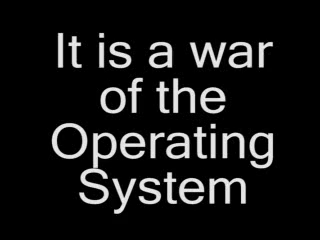 It is a war
of the
Operating
System